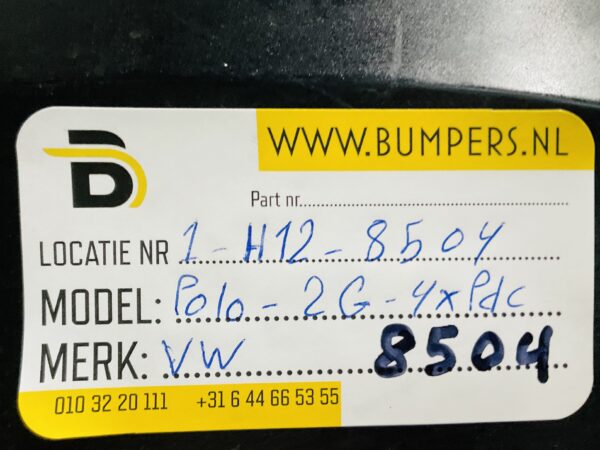 WWW.BUMPERS.NL
B
Part nr
LOCATIE NR 1-H12-8504
MODEL: Polo - 2G - 4xPdc
MERK: VW 8504
010 32 20 111 +31 6 44 66 53 55